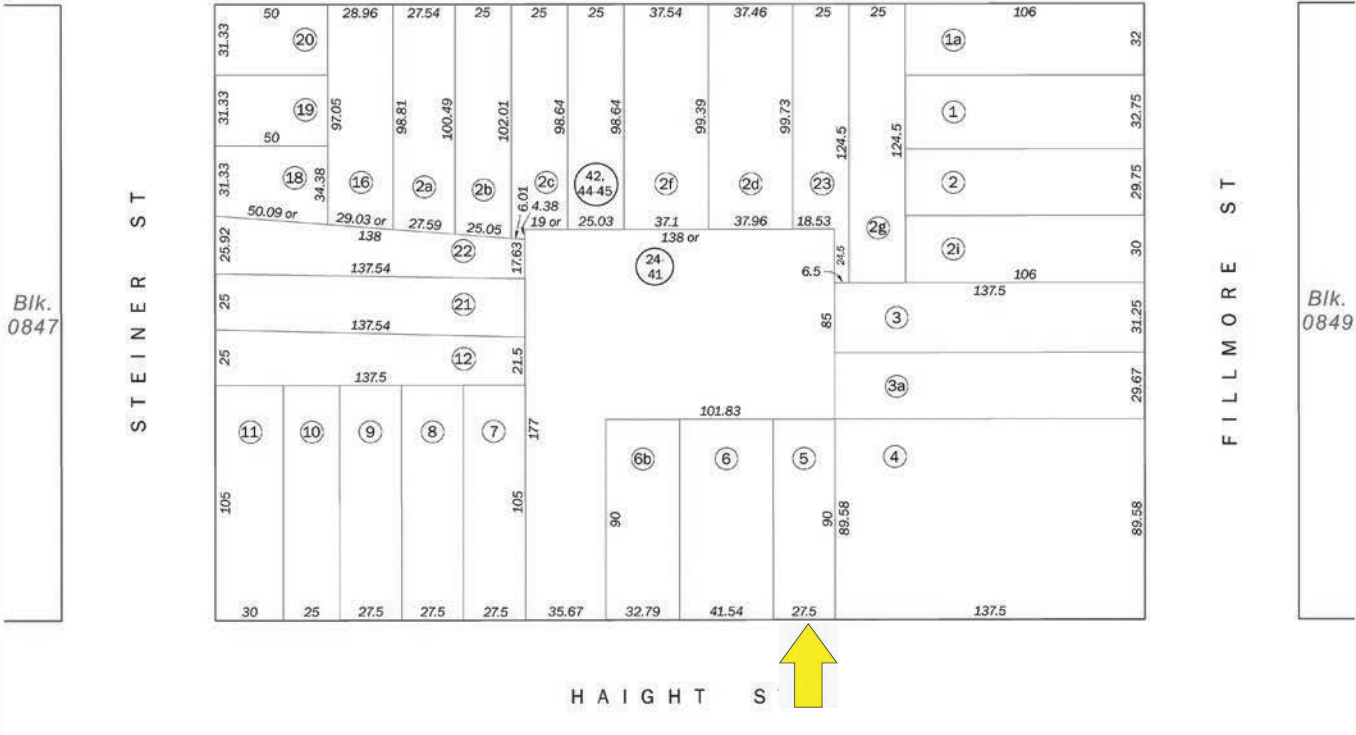 50 28.96 27.54 25 25 25 37.54 37.46 25 25 106
31.33 20 1a 32
31.33 19 97.05 98.81 100.49 102.01 98.64 98.64 99.39 99.73 124.5 124.5 1 32.75
50
31.33 18 34.38 16 2a 2b 6.01 2c 42, 2f 2d 23 2 29.75
44-45
4.38
50.09 or 29.03 or 27.59 25.05 19 or 25.03 37.1 37.96 18.53 2g
138 138 or
25.92 22 17.63 24- 24.5 2i 30
41
137.54 6.5 106
137.5
25 21 85 3 31.25
137.54
25 12 21.5
137.5 3a 29.67
101.83
11 10 9 8 7 177 6b 6 5 4
105 105 90 90 89.58 89.58
30 25 27.5 27.5 27.5 35.67 32.79 41.54 27.5 137.5
Blk.
0847
STEINER ST
FILLMORE ST
Blk.
0849
HAIGHT S